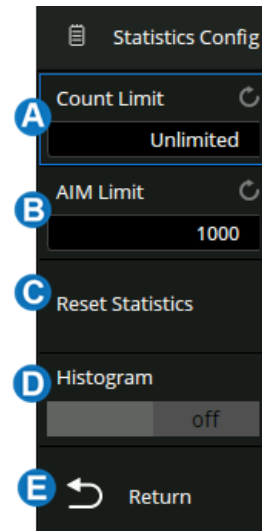 Statistics Config
A
Count Limit
Unlimited
B
AIM Limit
1000
C
Reset Statistics
D
Histogram
off
E
Return